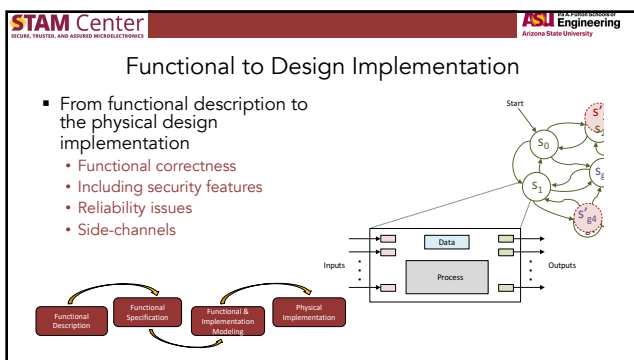 STAM Center
SECURE, TRUSTED, AND ASSURED MICROELECTRONICS
Engineering
Arizona State University
Functional to Design Implementation
▪ From functional description to
the physical design
implementation
• Functional correctness
• Including security features
• Reliability issues
• Side-channels
Start
S'
S0
S1
S'g4
Data
Process
Inputs
Outputs
Functional
Description
Functional
Specification
Functional &
Implementation
Modeling
Physical
Implementation